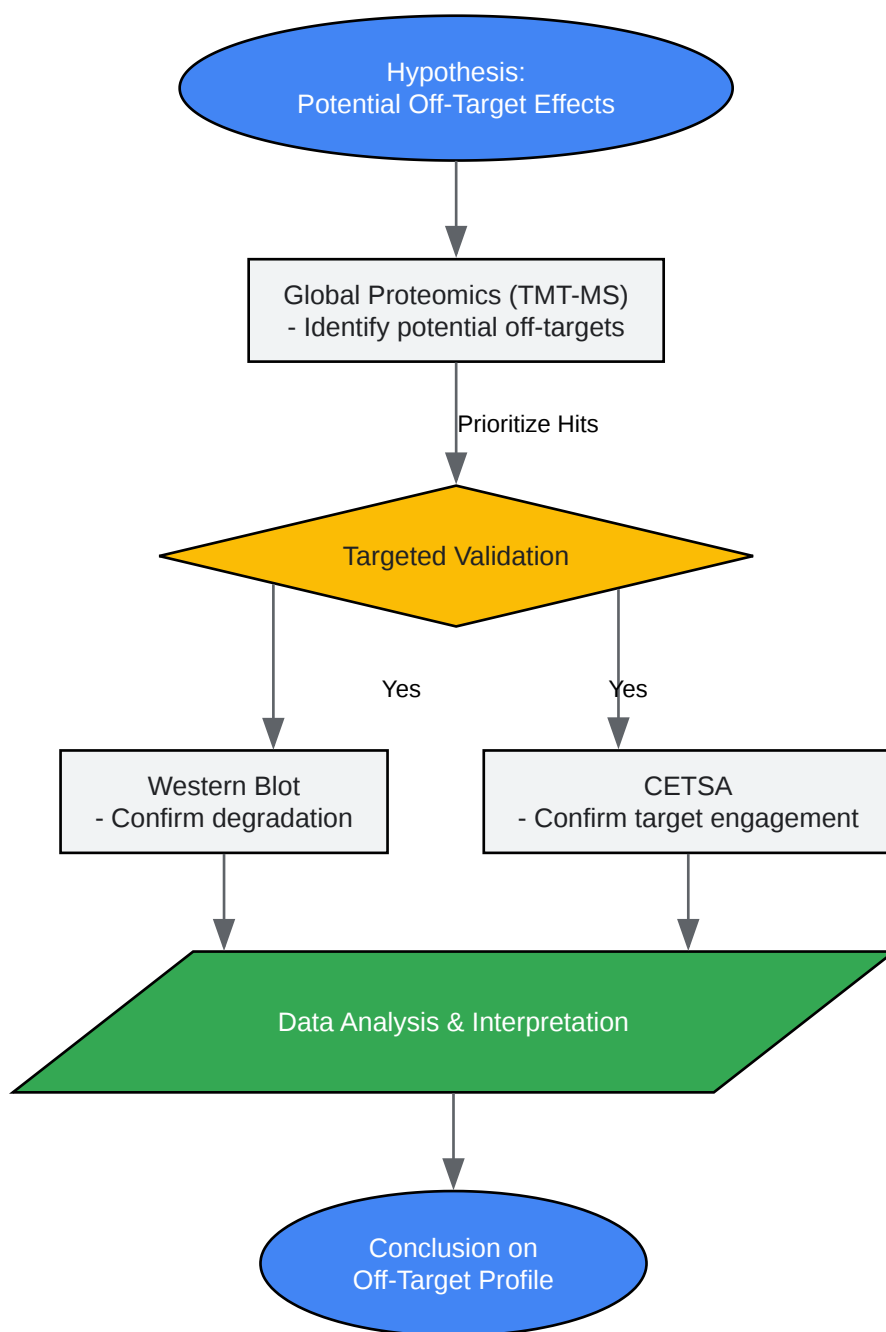 Hypothesis:
Potential Off-Target Effects
Global Proteomics (TMT-MS)
- Identify potential off-targets
Prioritize Hits
Targeted Validation
Yes
Yes
Western Blot
- Confirm degradation
CETSA
- Confirm target engagement
Data Analysis & Interpretation
Conclusion on
Off-Target Profile